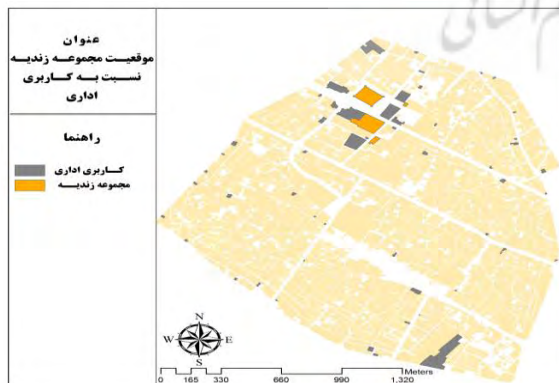 عنوان
موقعیت مجموعه زندیه
نسبت به کاربری
اداری
راهنما
کاربری اداری
مجموعه زندیه
N
W E
S
Meters
0 165 330 660 990 1.320